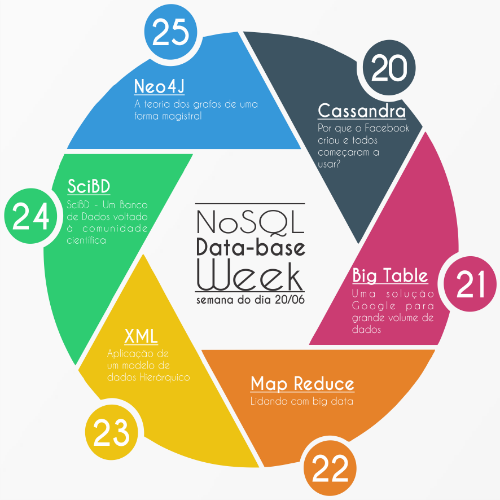 NoSQL
Data-base
Week
semana do dia 20/06
20
Cassandra
Por que o Facebook
criou e todos
começaram a
usar?
21
Big Table
Uma solução
Google para
grande volume de
dados
22
Map Reduce
Lidando com big data
23
XML
Aplicação de
um modelo de
dados Hierárquico
24
SciBD
SciBD - Um Banco
de Dados voltado
à comunidade
científica
25
Neo4J
A teoria dos grafos de uma
forma magistral